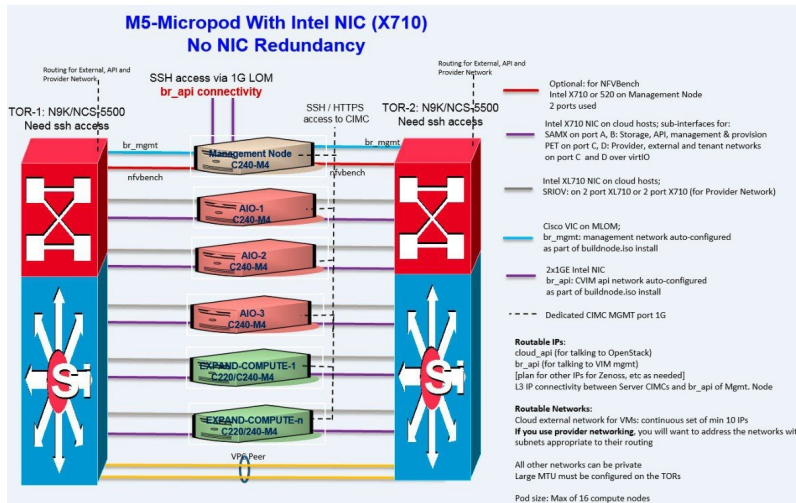 M5-Micropod With Intel NIC (X710)
No NIC Redundancy
Routing for External, API and
Provider Network
SSH access via 1G LOM
br_api connectivity
Routing for External, API and
Provider Network
TOR-1: N9K/NCS-5500
Need ssh access
SSH / HTTPS
access to CIMC
TOR-2: N9K/NCS-5500
Need ssh access
br_mgmt
br_mgmt
Management Node
C240-M4
nfvbench
nfvbench
AIO-1
C240-M4
AIO-2
C240-M4
AIO-3
C240-M4
EXPAND-COMPUTE-1
C220/C240-M4
EXPAND-COMPUTE-n
C220/240-M4
VPC Peer
Si
Si
Optional: for NFVBench
Intel X710 or 520 on Management Node
2 ports used
Intel X710 NIC on cloud hosts; sub-interfaces for:
SAMX on port A, B: Storage, API, management & provision
PET on port C, D: Provider, external and tenant networks
on port C and D over virtIO
Intel XL710 NIC on cloud hosts;
SRIOV: on 2 port XL710 or 2 port X710 (for Provider Network)
Cisco VIC on MLOM;
br_mgmt: management network auto-configured
as part of buildnode.iso install
2x1GE Intel NIC
br_api: CVIM api network auto-configured
as part of buildnode.iso install
Dedicated CIMC MGMT port 1G
Routable IPs:
cloud_api (for talking to OpenStack)
br_api (for talking to VIM mgmt)
[plan for other IPs for Zenoss, etc as needed]
L3 IP connectivity between Server CIMCs and br_api of Mgmt. Node
Routable Networks:
Cloud external network for VMs: continuous set of min 10 IPs
If you use provider networking, you will want to address the networks wit
subnets appropriate to their routing
All other networks can be private
Large MTU must be configured on the TORs
Pod size: Max of 16 compute nodes